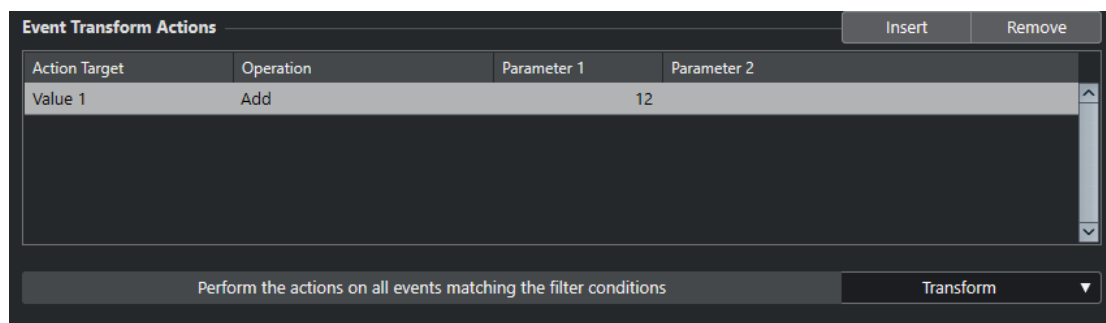 Event Transform Actions Insert Remove
Action Target Operation Parameter 1 Parameter 2
Value 1 Add 12
Perform the actions on all events matching the filter conditions Transform